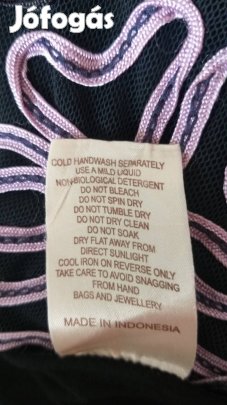 Jófogás
COLD HANDWASH SEPARATELY
USE A MILD LIQUID
NON-BIOLOGICAL DETERGENT
DO NOT BLEACH
DO NOT SPIN DRY
DO NOT TUMBLE DRY
DO NOT DRY CLEAN
DO NOT SOAK
DRY FLAT AWAY FROM
DIRECT SUNLIGHT
COOL IRON ON REVERSE ONLY
TAKE CARE TO AVOID SNAGGING
FROM HAND
BAGS AND JEWELLERY
MADE IN INDONESIA